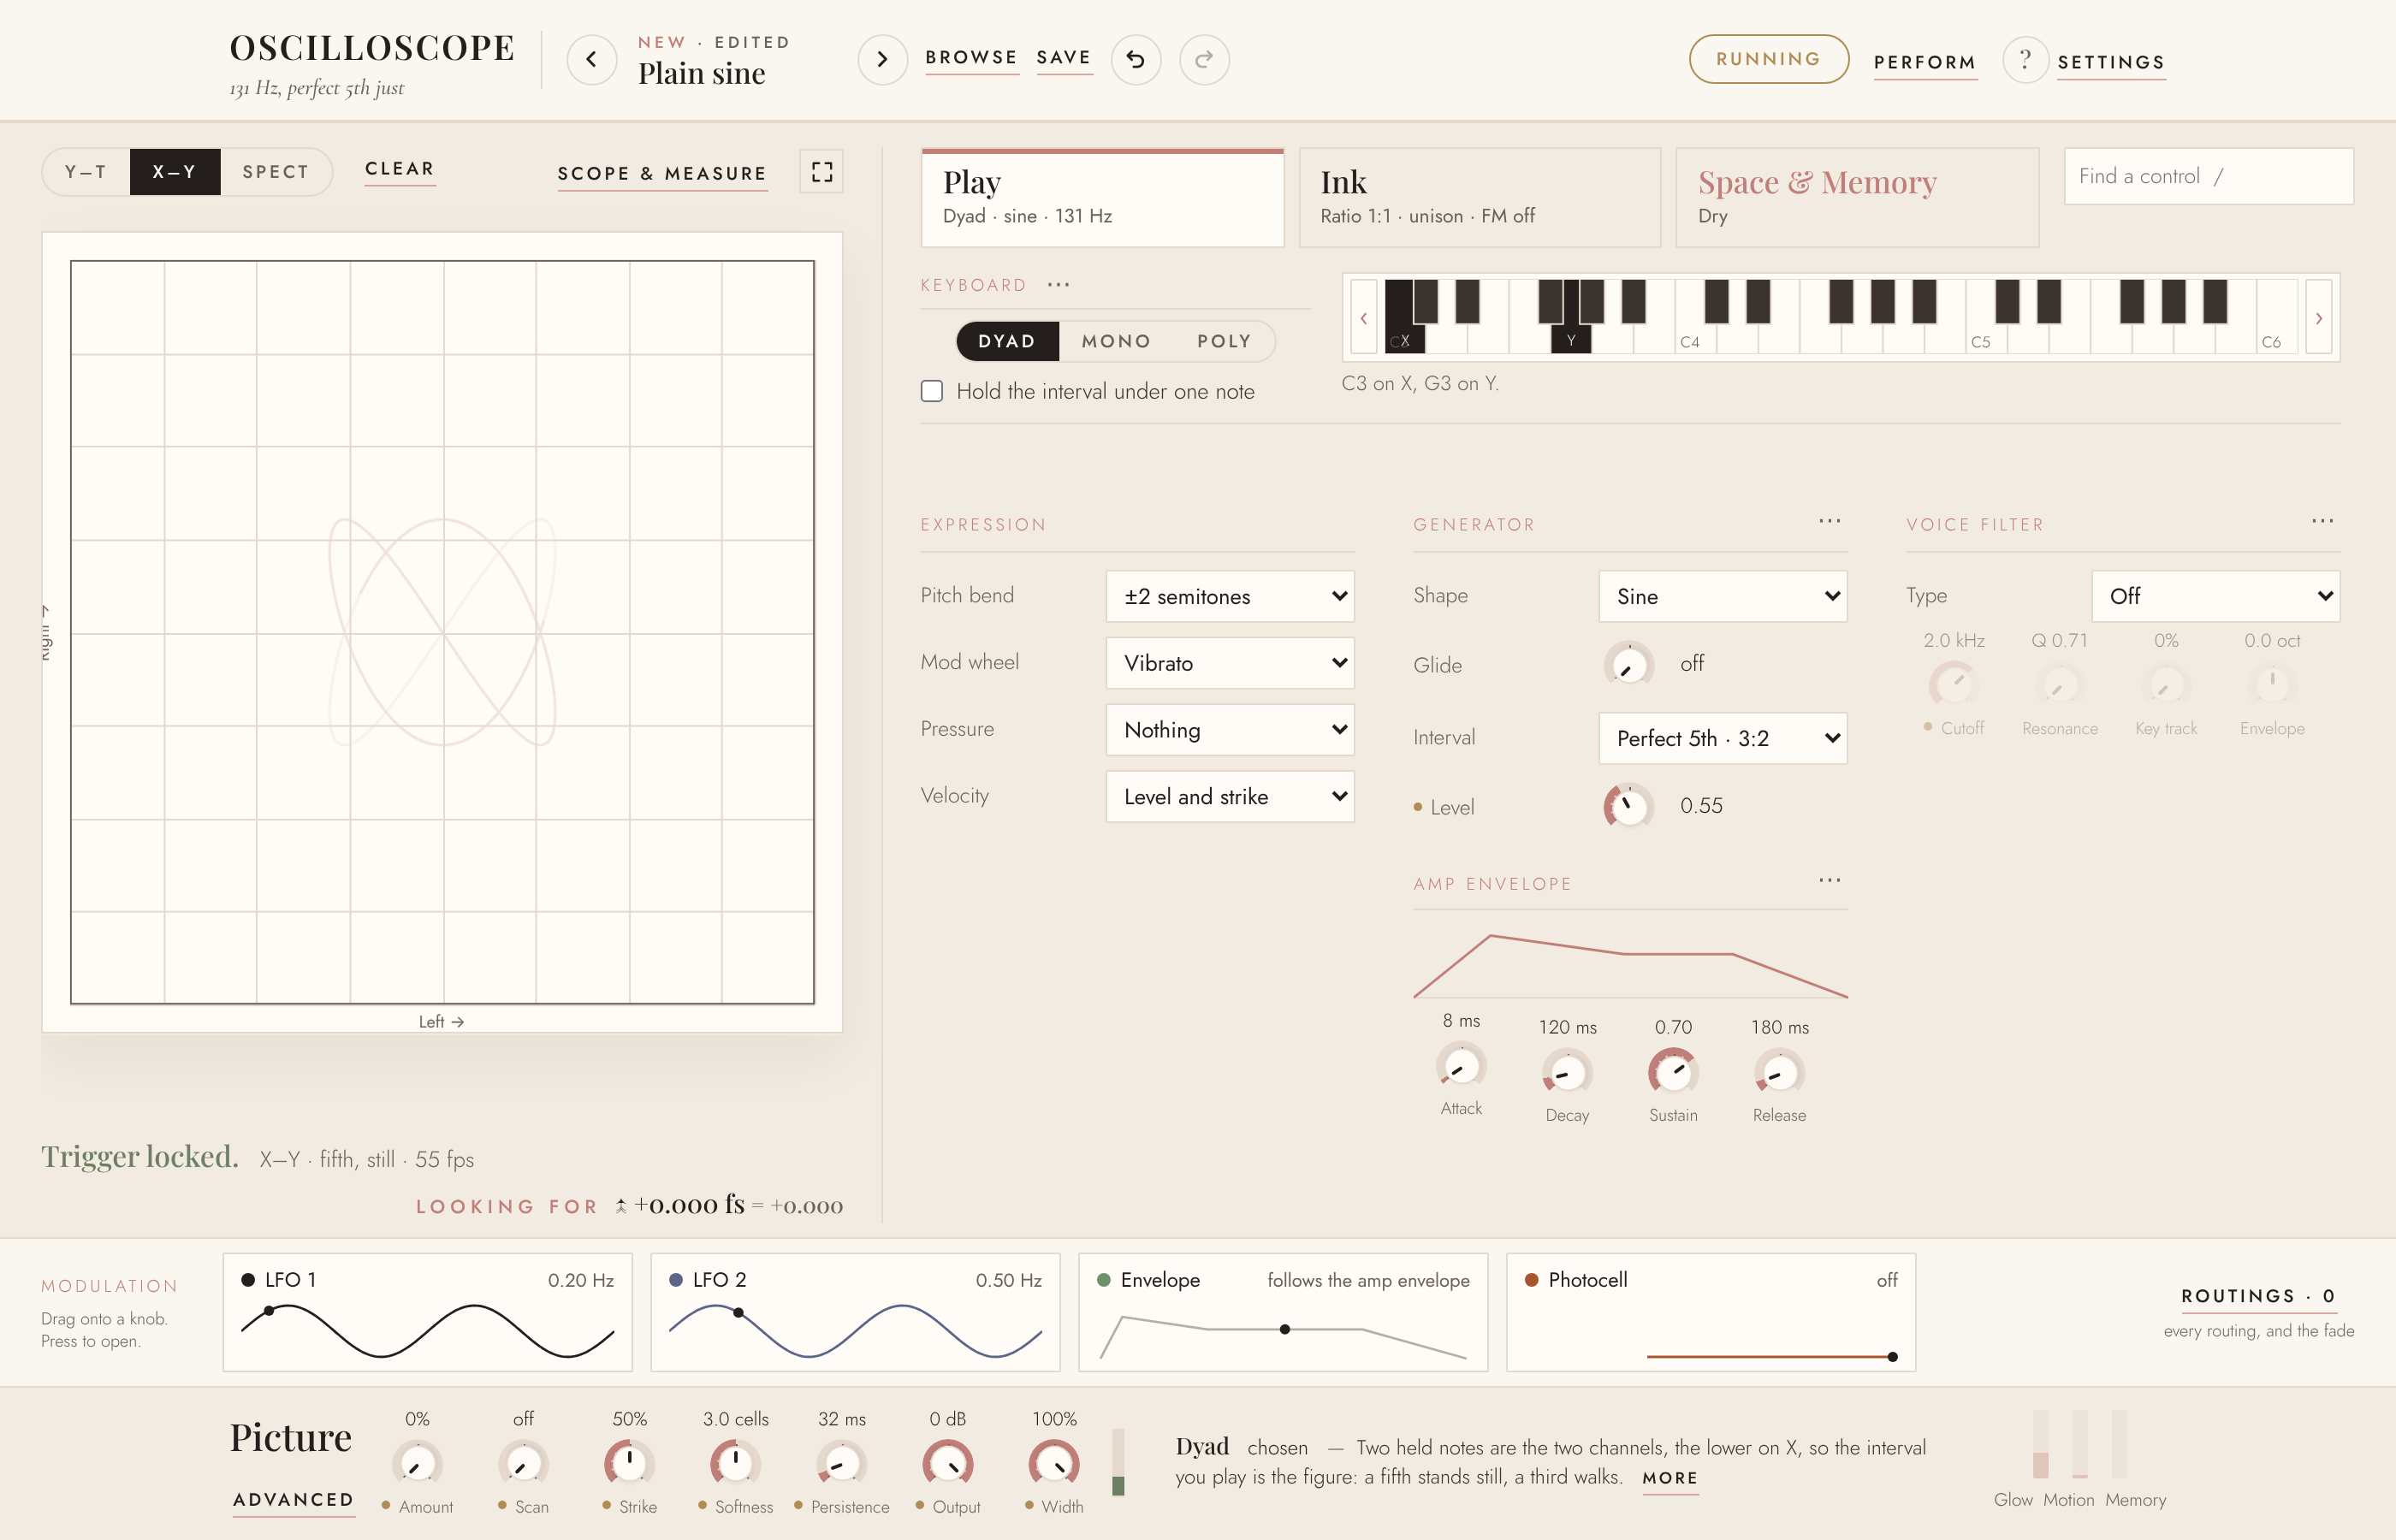 OSCILLOSCOPE
131 Hz, perfect 5th just
NEW · EDITED
Plain sine
BROWSE
SAVE
RUNNING
PERFORM
?
SETTINGS
Y–T
X–Y
SPECT
CLEAR
SCOPE & MEASURE
Play
Dyad · sine · 131 Hz
Ink
Ratio 1:1 · unison · FM off
Space & Memory
Dry
Find a control /
KEYBOARD ···
DYAD
MONO
POLY
Hold the interval under one note
X
Y
C4
C5
C6
C3 on X, G3 on Y.
Right →
Left →
EXPRESSION
Pitch bend
±2 semitones
Mod wheel
Vibrato
Pressure
Nothing
Velocity
Level and strike
GENERATOR ···
Shape
Sine
Glide
off
Interval
Perfect 5th · 3:2
Level
0.55
AMP ENVELOPE ···
8 ms
120 ms
0.70
180 ms
Attack
Decay
Sustain
Release
VOICE FILTER ···
Type
Off
2.0 kHz
Q 0.71
0%
0.0 oct
Cutoff
Resonance
Key track
Envelope
Trigger locked.
X–Y · fifth, still · 55 fps
LOOKING FOR
+0.000 fs = +0.000
MODULATION
Drag onto a knob.
Press to open.
LFO 1
0.20 Hz
LFO 2
0.50 Hz
Envelope
follows the amp envelope
Photocell
off
ROUTINGS · 0
every routing, and the fade
Picture
ADVANCED
0%
off
50%
3.0 cells
32 ms
0 dB
100%
Amount
Scan
Strike
Softness
Persistence
Output
Width
Dyad chosen — Two held notes are the two channels, the lower on X, so the interval
you play is the figure: a fifth stands still, a third walks. MORE
Glow
Motion
Memory